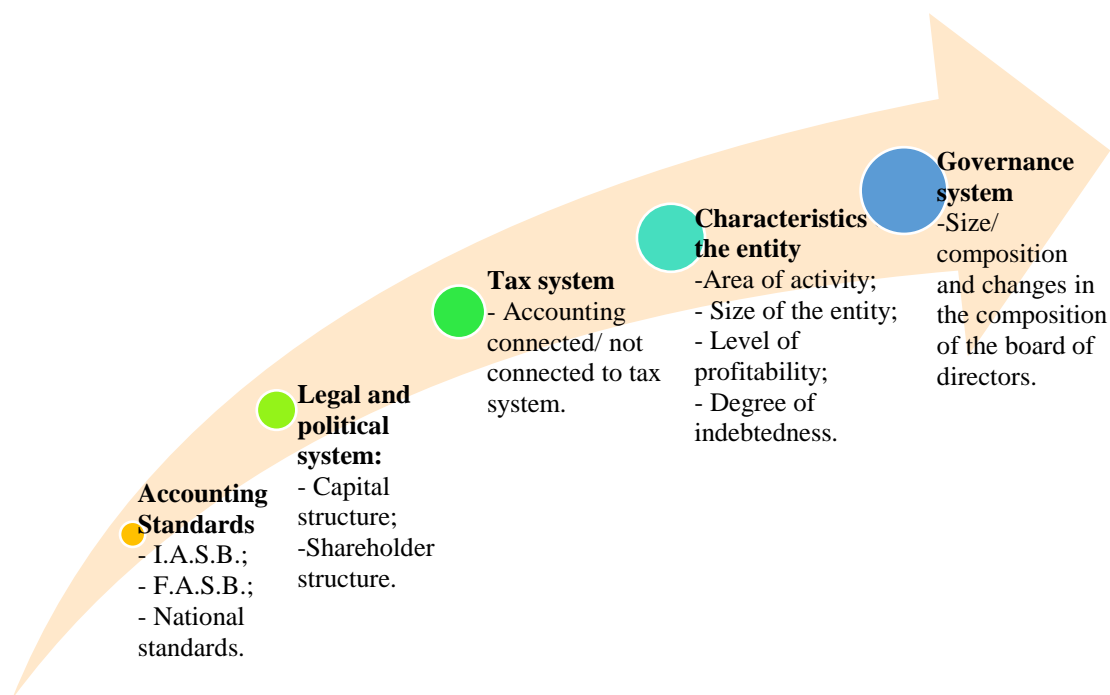 Accounting
Standards
- I.A.S.B.;
- F.A.S.B.;
- National
standards.
Legal and
political
system:
- Capital
structure;
-Shareholder
structure.
Tax system
- Accounting
connected/ not
connected to tax
system.
Characteristics
the entity
-Area of activity;
- Size of the entity;
- Level of
profitability;
- Degree of
indebtedness.
Governance
system
-Size/
composition
and changes in
the composition
of the board of
directors.